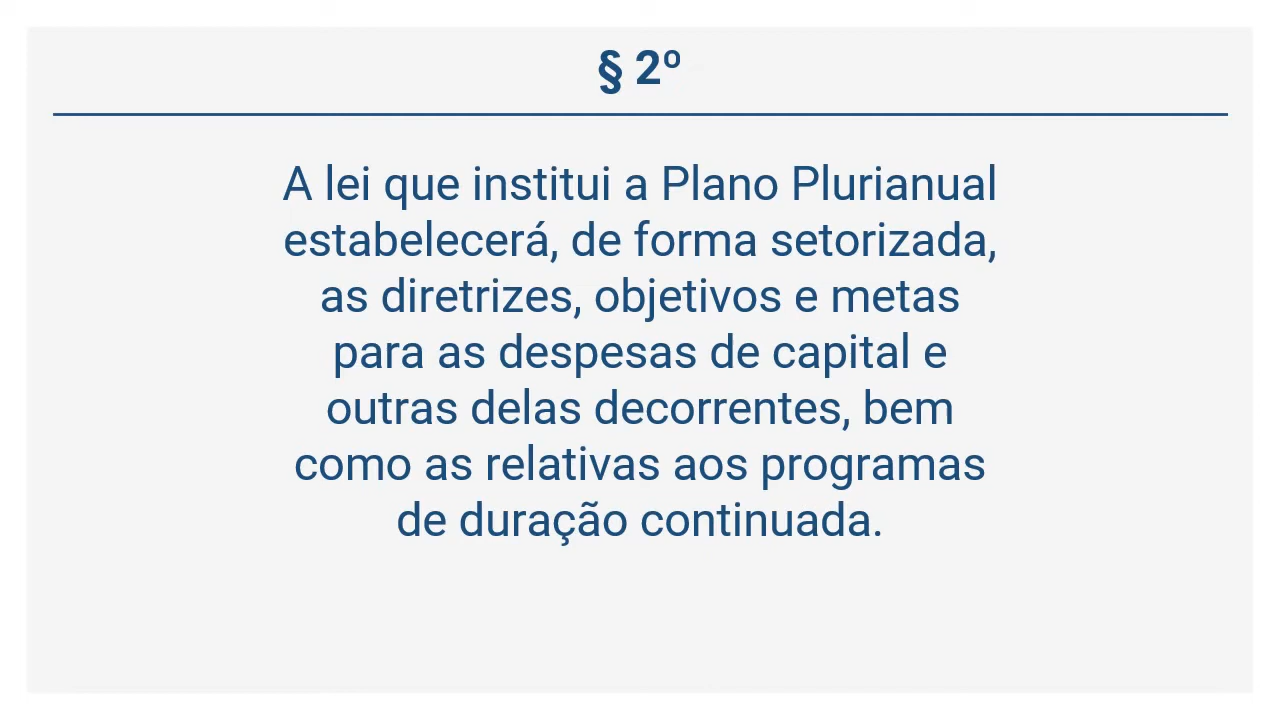 § 2º
A lei que institui a Plano Plurianual
estabelecerá, de forma setorizada,
as diretrizes, objetivos e metas
para as despesas de capital e
outras delas decorrentes, bem
como as relativas aos programas
de duração continuada.